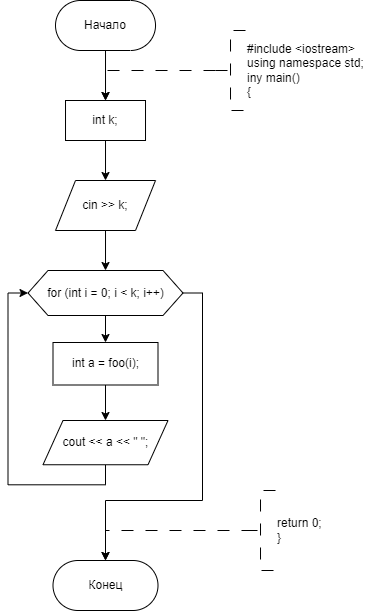 Начало
#include <iostream>
using namespace std;
iny main()
{
int k;
cin >> k;
for (int i = 0; i < k; i++)
int a = foo(i);
cout << a << " ";
return 0;
}
Конец